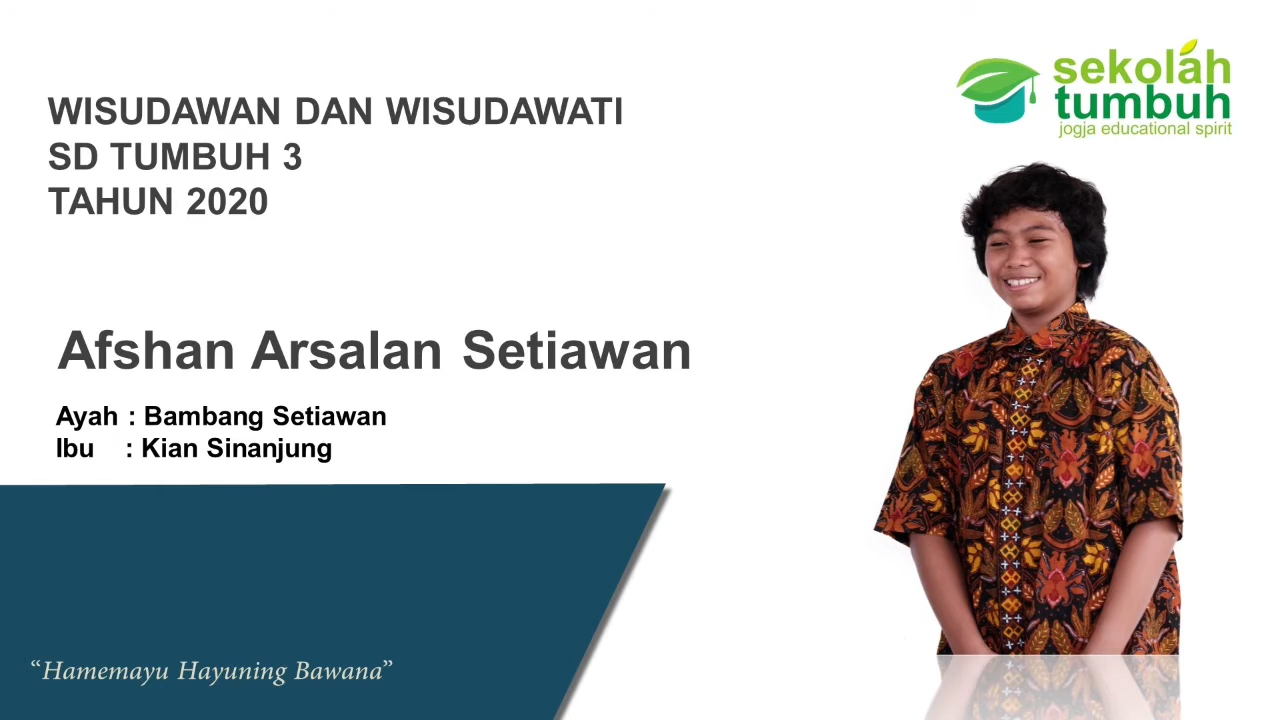 sekolah
tumbuh
jogja educational spirit
WISUDAWAN DAN WISUDAWATI
SD TUMBUH 3
TAHUN 2020
Afshan Arsalan Setiawan
Ayah : Bambang Setiawan
Ibu : Kian Sinanjung
“Hamemayu Hayuning Bawana”